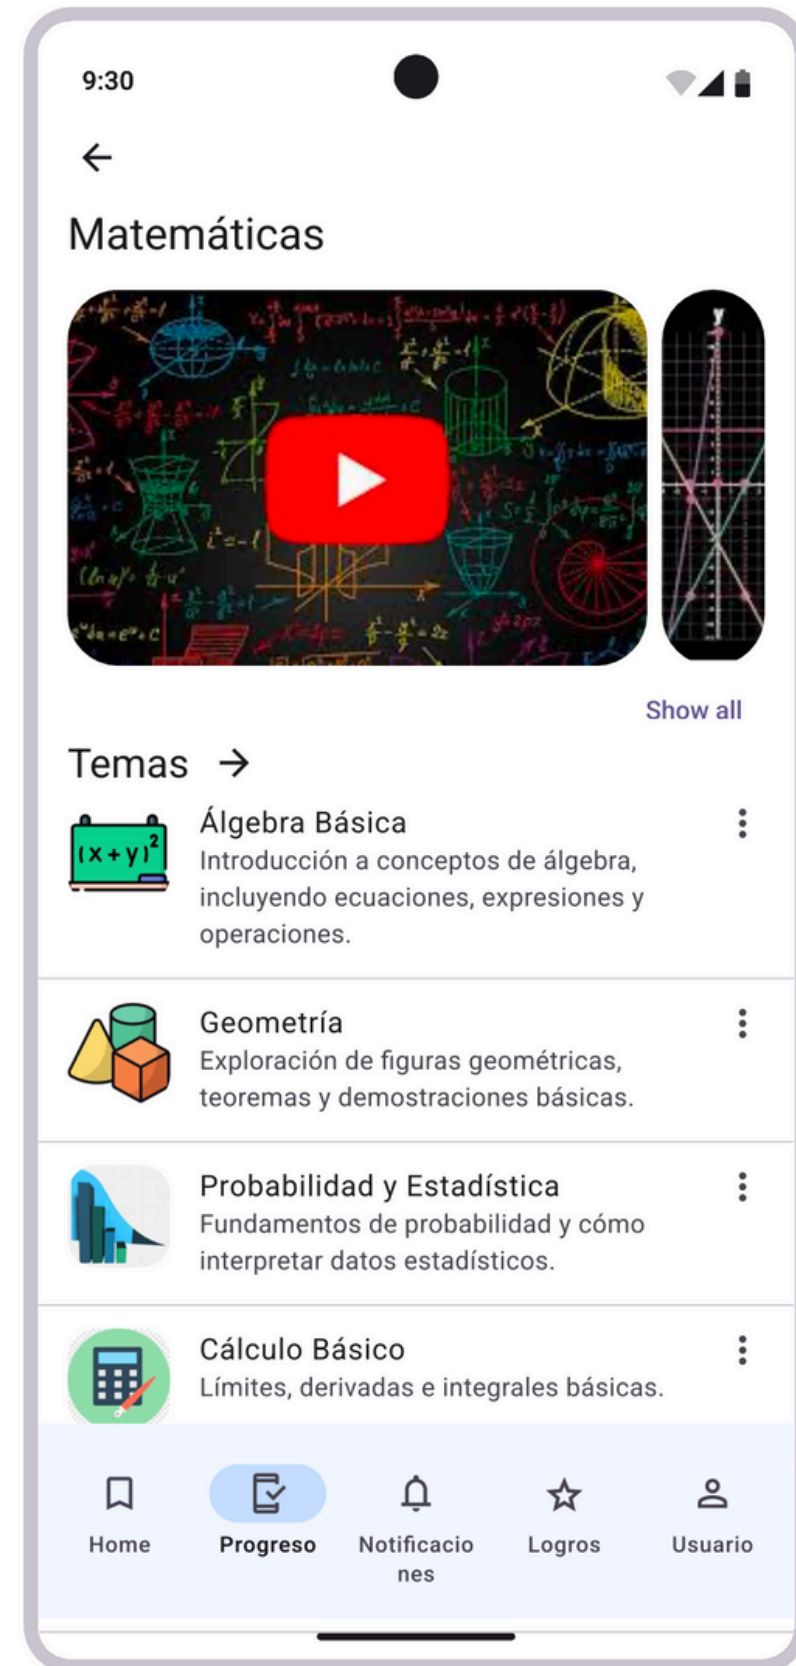 9:30
Matemáticas
Show all
Temas
(x+y)²
Álgebra Básica
Introducción a conceptos de álgebra,
incluyendo ecuaciones, expresiones y
operaciones.
Geometría
Exploración de figuras geométricas,
teoremas y demostraciones básicas.
Probabilidad y Estadística
Fundamentos de probabilidad y cómo
interpretar datos estadísticos.
Cálculo Básico
Límites, derivadas e integrales básicas.
Home
Progreso
Notificacio
nes
Logros
Usuario